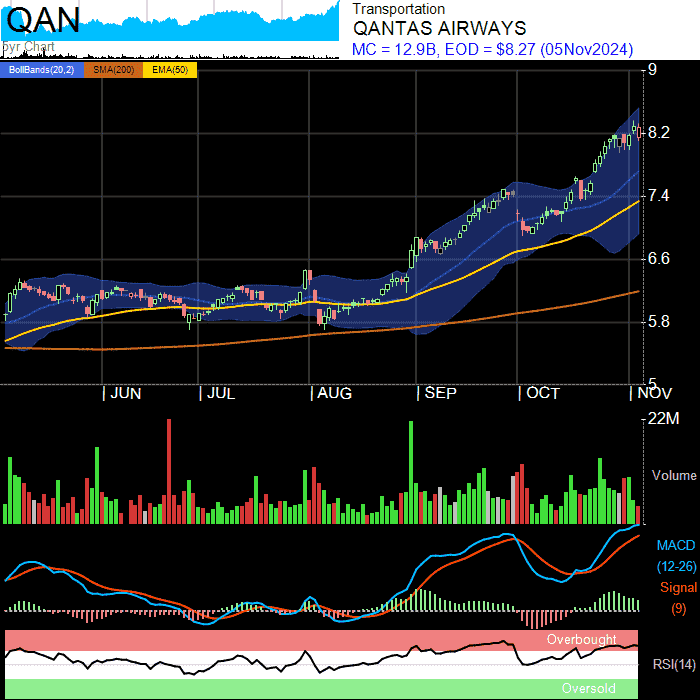 QAN
Transportation
QANTAS AIRWAYS
MC = 12.9B, EOD = $8.27 (05Nov2024)
BollBands(20,2) SMA(200) EMA(50)
9
8.2
7.4
6.6
5.8
5
JUN JUL AUG SEP OCT NOV
22M
Volume
MACD
(12-26)
Signal
(9)
Overbought
RSI(14)
Oversold